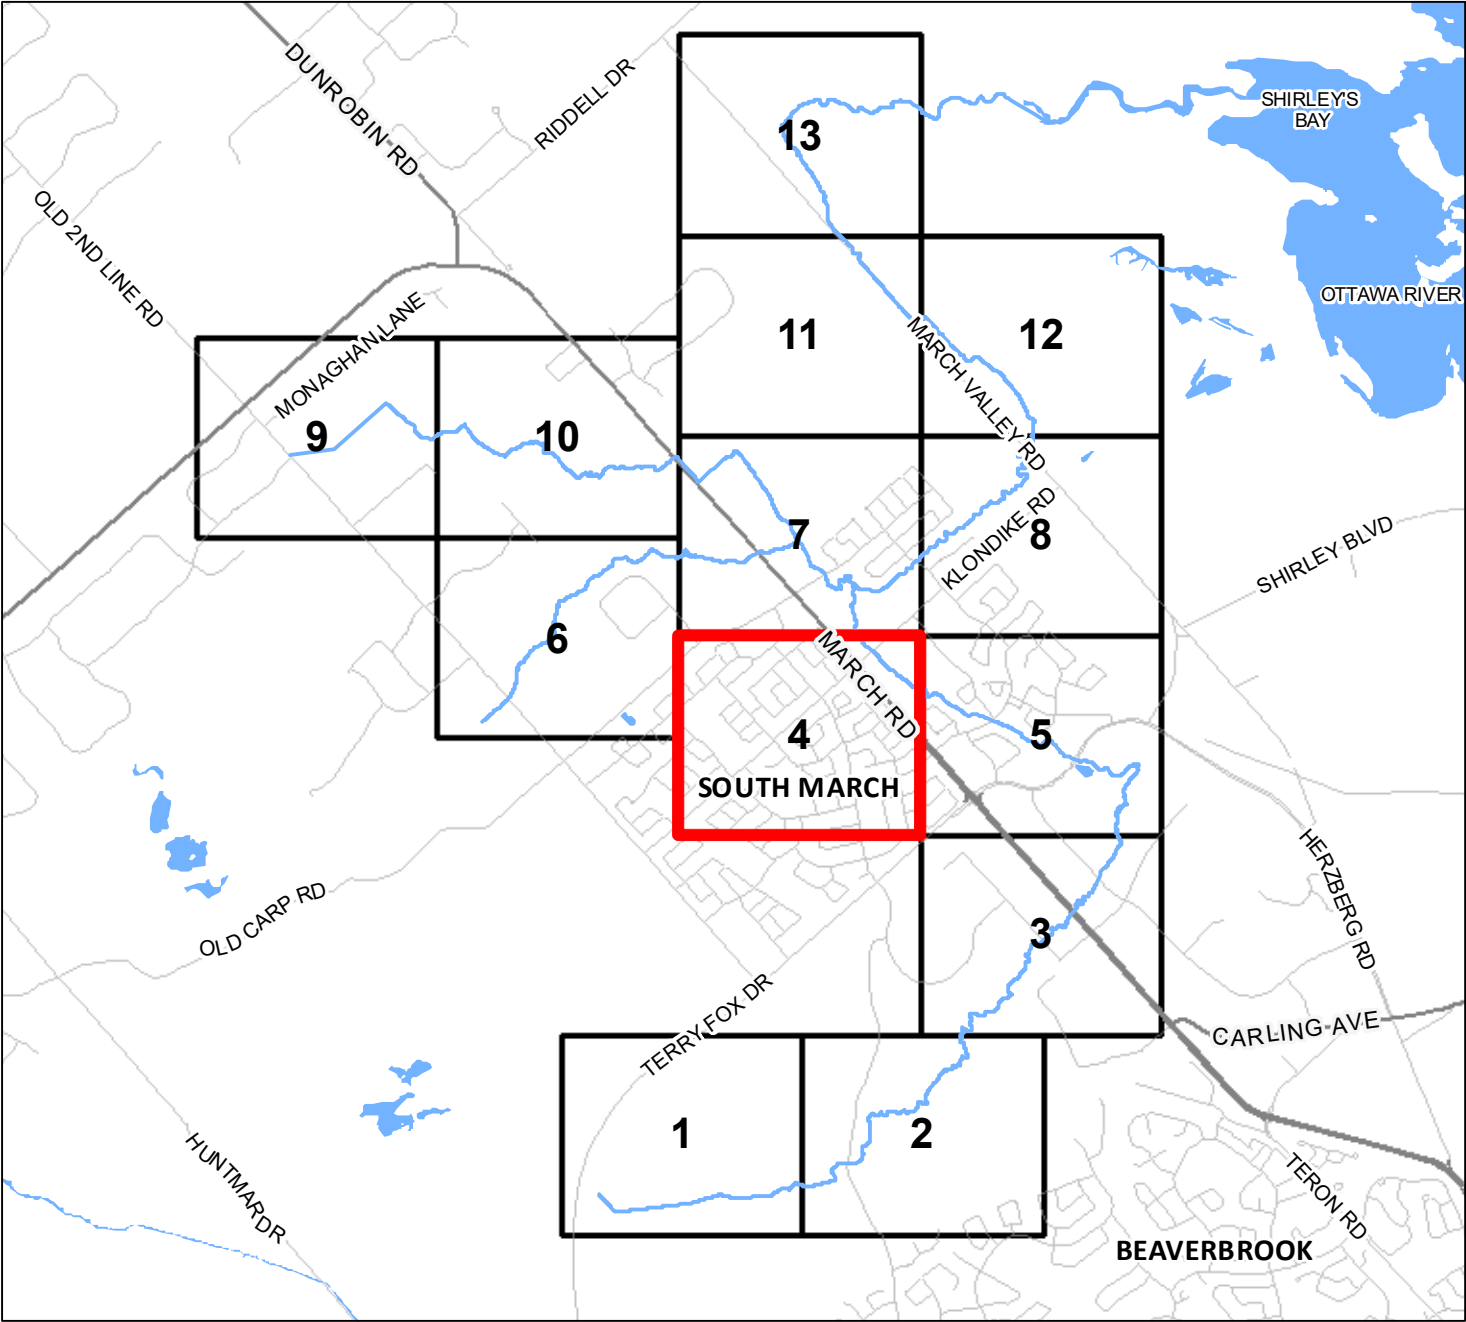 DUNROBIN RD
RIDDELL DR
SHIRLEY'S
BAY
13
OLD 2ND LINE RD
OTTAWA RIVER
MONAGHAN LANE
11
MARCH VALLEY RD
12
9
10
7
KLONDIKE RD
8
SHIRLEY BLVD
6
MARCH RD
4
5
SOUTH MARCH
HERZBERG RD
OLD CARP RD
3
TERRY FOX DR
CARLING AVE
1
2
HUNTMAR DR
TERON RD
BEAVERBROOK